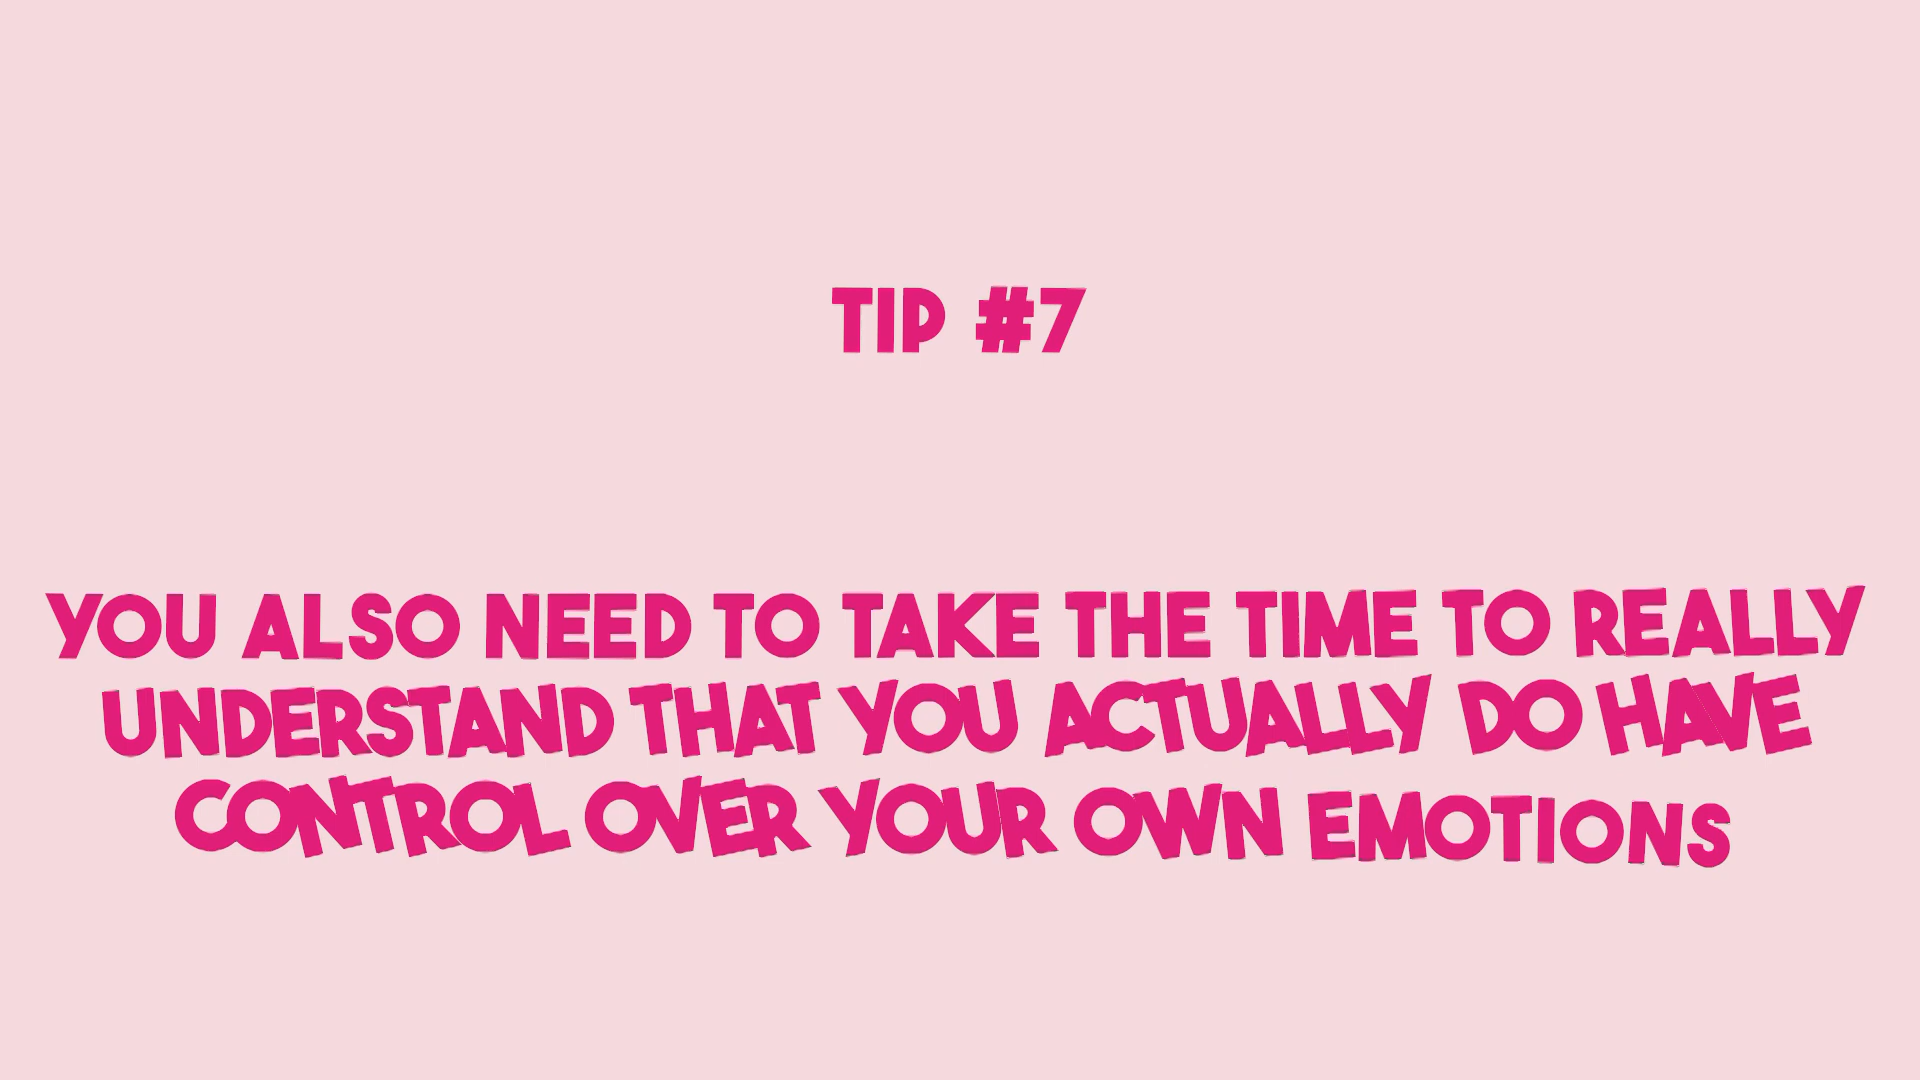 TIP #7
YOU ALSO NEED TO TAKE THE TIME TO REALLY
UNDERSTAND THAT YOU ACTUALLY DO HAVE
CONTROL OVER YOUR OWN EMOTIONS